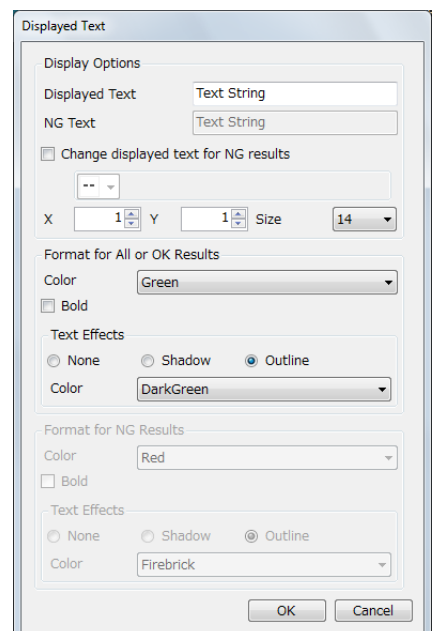 Displayed Text
Display Options
Displayed Text Text String
NG Text Text String
Change displayed text for NG results
--
X 1 Y 1 Size 14
Format for All or OK Results
Color Green
Bold
Text Effects
None Shadow Outline
Color DarkGreen
Format for NG Results
Color Red
Bold
Text Effects
None Shadow Outline
Color Firebrick
OK Cancel